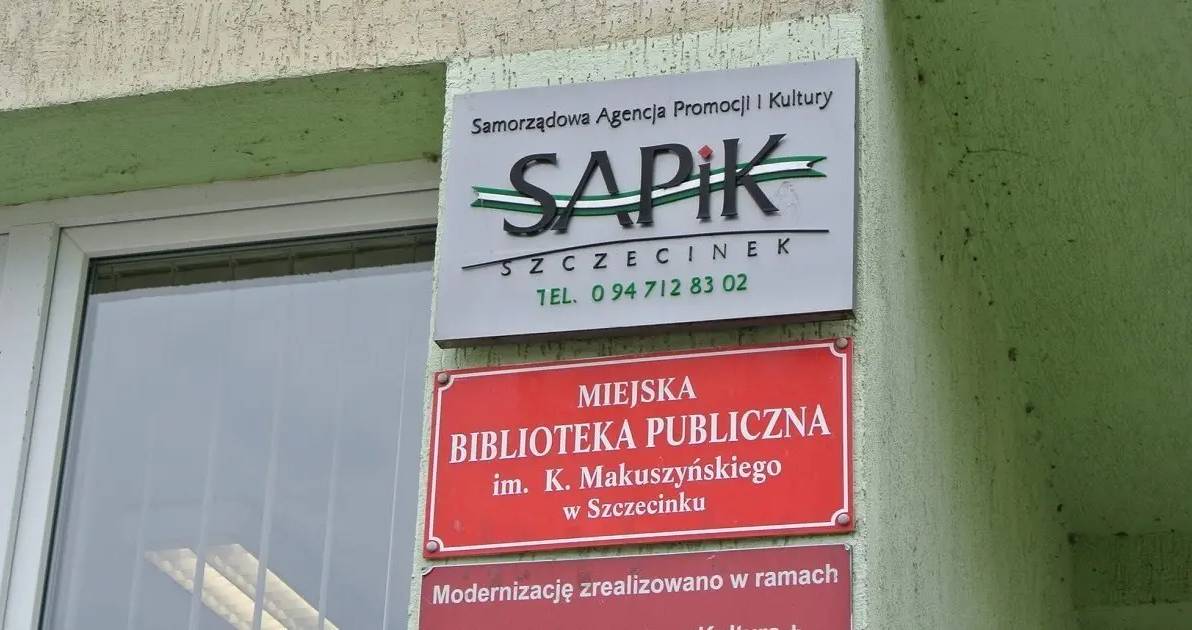 Samorządowa Agencja Promocji i Kultury
SAPiK
SZCZECINEK
TEL. 0 94 712 83 02
MIEJSKA
BIBLIOTEKA PUBLICZNA
im. K. Makuszyńskiego
w Szczecinku
Modernizację zrealizowano w ramach